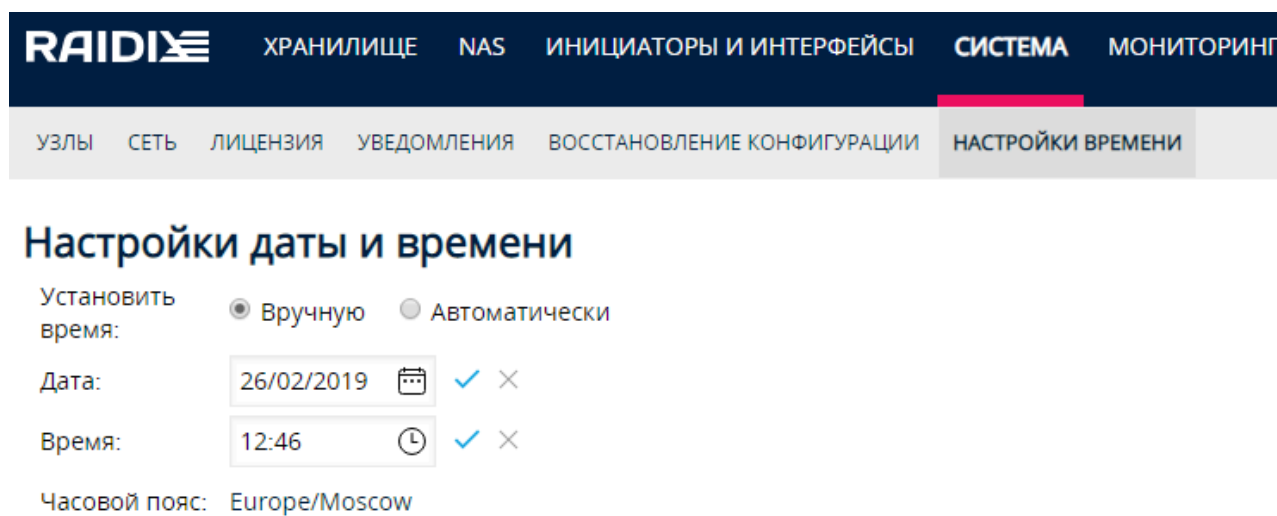 RAIDIX ХРАНИЛИЩЕ NAS ИНИЦИАТОРЫ И ИНТЕРФЕЙСЫ СИСТЕМА МОНИТОРИНГ
УЗЛЫ СЕТЬ ЛИЦЕНЗИЯ УВЕДОМЛЕНИЯ ВОССТАНОВЛЕНИЕ КОНФИГУРАЦИИ НАСТРОЙКИ ВРЕМЕНИ
Настройки даты и времени
Установить
время: Вручную Автоматически
Дата: 26/02/2019
Время: 12:46
Часовой пояс: Europe/Moscow